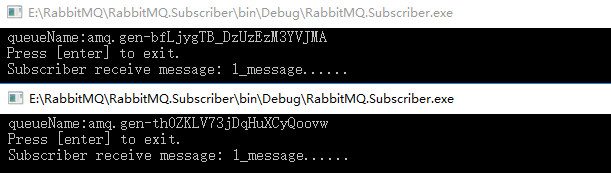 E:\RabbitMQ\RabbitMQ.Subscriber\bin\Debug\RabbitMQ.Subscriber.exe
queueName:amq.gen-bfLjygTB_DzUzEzM3YVJMA
Press [enter] to exit.
Subscriber receive message: 1_message......
E:\RabbitMQ\RabbitMQ.Subscriber\bin\Debug\RabbitMQ.Subscriber.exe
queueName:amq.gen-th0ZKLV73jDqHuXCyQoovw
Press [enter] to exit.
Subscriber receive message: 1_message......